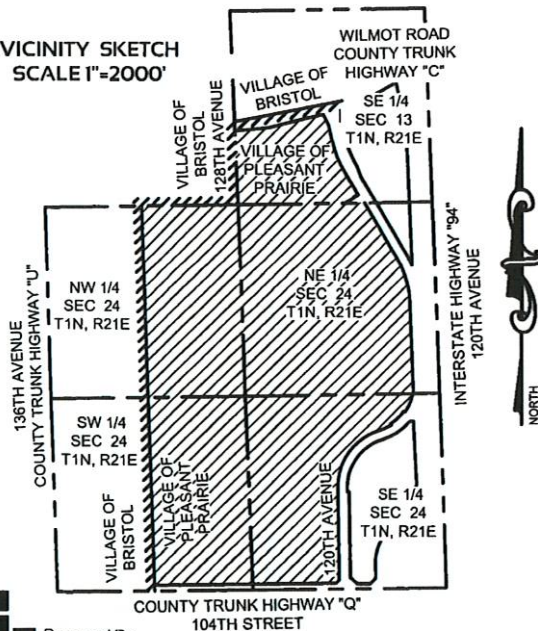 VICINITY SKETCH
SCALE 1"=2000'
WILMOT ROAD
COUNTY TRUNK
HIGHWAY "C"
VILLAGE OF
BRISTOL
SE 1/4
SEC 13
T1N, R21E
VILLAGE OF
BRISTOL
128TH AVENUE
VILLAGE OF
PLEASANT
PRAIRIE
NW 1/4
SEC 24
T1N, R21E
NE 1/4
SEC 24
T1N, R21E
136TH AVENUE
COUNTY TRUNK HIGHWAY "U"
INTERSTATE HIGHWAY "94"
120TH AVENUE
NORTH
SW 1/4
SEC 24
T1N, R21E
VILLAGE OF
BRISTOL
VILLAGE OF
PLEASANT
PRAIRIE
120TH AVENUE
SE 1/4
SEC 24
T1N, R21E
COUNTY TRUNK HIGHWAY "Q"
104TH STREET